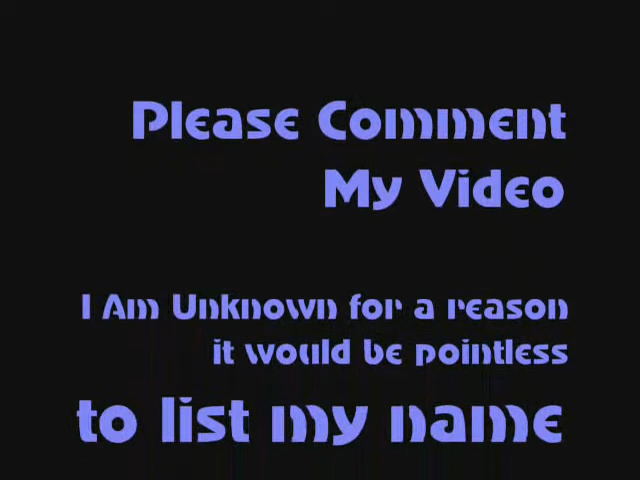 Please Comment
My Video
I Am Unknown for a reason
it would be pointless
to list my name